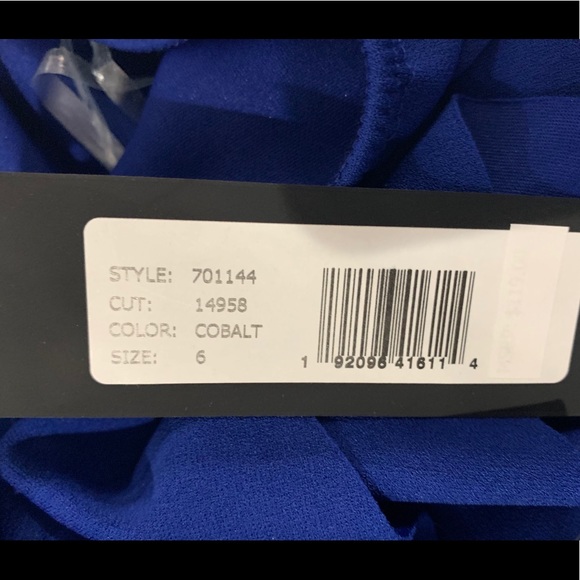 STYLE: 701144
CUT: 14958
COLOR: COBALT
SIZE: 6
1 92096 41611 4